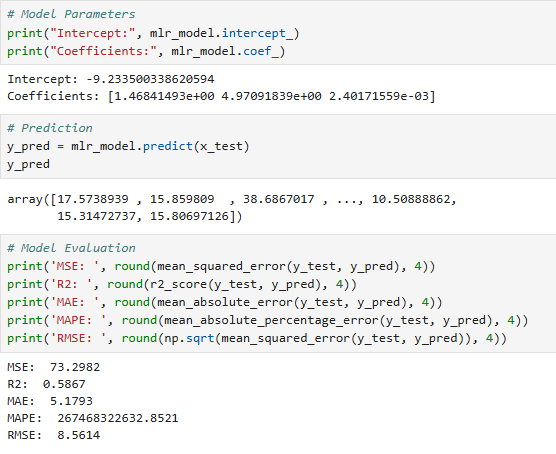 # Model Parameters
print("Intercept:", mlr_model.intercept_)
print("Coefficients:", mlr_model.coef_)
Intercept: -9.233500338620594
Coefficients: [1.46841493e+00 4.97091839e+00 2.40171559e-03]
# Prediction
y_pred = mlr_model.predict(x_test)
y_pred
array([17.5738939 , 15.859809  , 38.6867017 , ..., 10.50888862,
       15.31472737, 15.80697126])
# Model Evaluation
print('MSE: ', round(mean_squared_error(y_test, y_pred), 4))
print('R2: ', round(r2_score(y_test, y_pred), 4))
print('MAE: ', round(mean_absolute_error(y_test, y_pred), 4))
print('MAPE: ', round(mean_absolute_percentage_error(y_test, y_pred), 4))
print('RMSE: ', round(np.sqrt(mean_squared_error(y_test, y_pred)), 4))
MSE:  73.2982
R2:  0.5867
MAE:  5.1793
MAPE:  267468322632.8521
RMSE:  8.5614